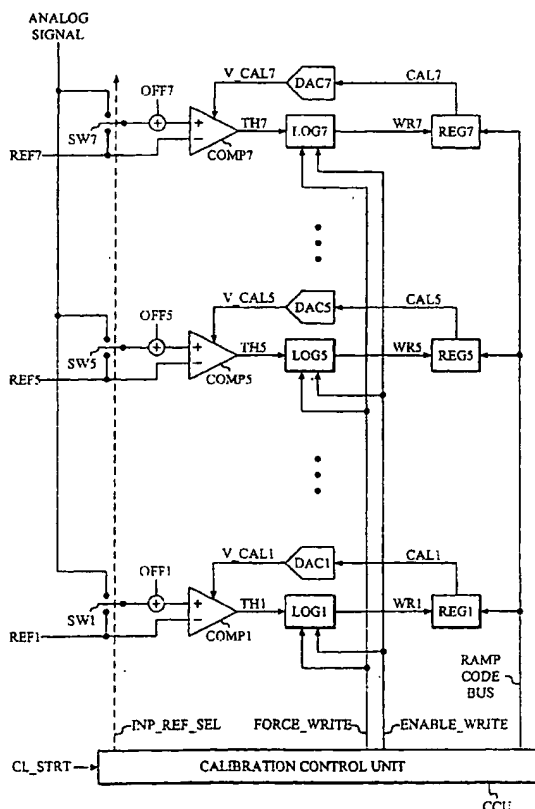 ANALOG
SIGNAL
OFF7
V_CAL7
DAC7
CAL7
SW7
+
+
−
TH7
LOG7
WR7
REG7
REF7
COMP7
OFF5
V_CAL5
DAC5
CAL5
SW5
+
+
−
TH5
LOG5
WR5
REG5
REF5
COMP5
OFF1
V_CAL1
DAC1
CAL1
SW1
+
+
−
TH1
LOG1
WR1
REG1
REF1
COMP1
RAMP
CODE
BUS
INP_REF_SEL
FORCE_WRITE
ENABLE_WRITE
CL_STRT
CALIBRATION CONTROL UNIT
CCU